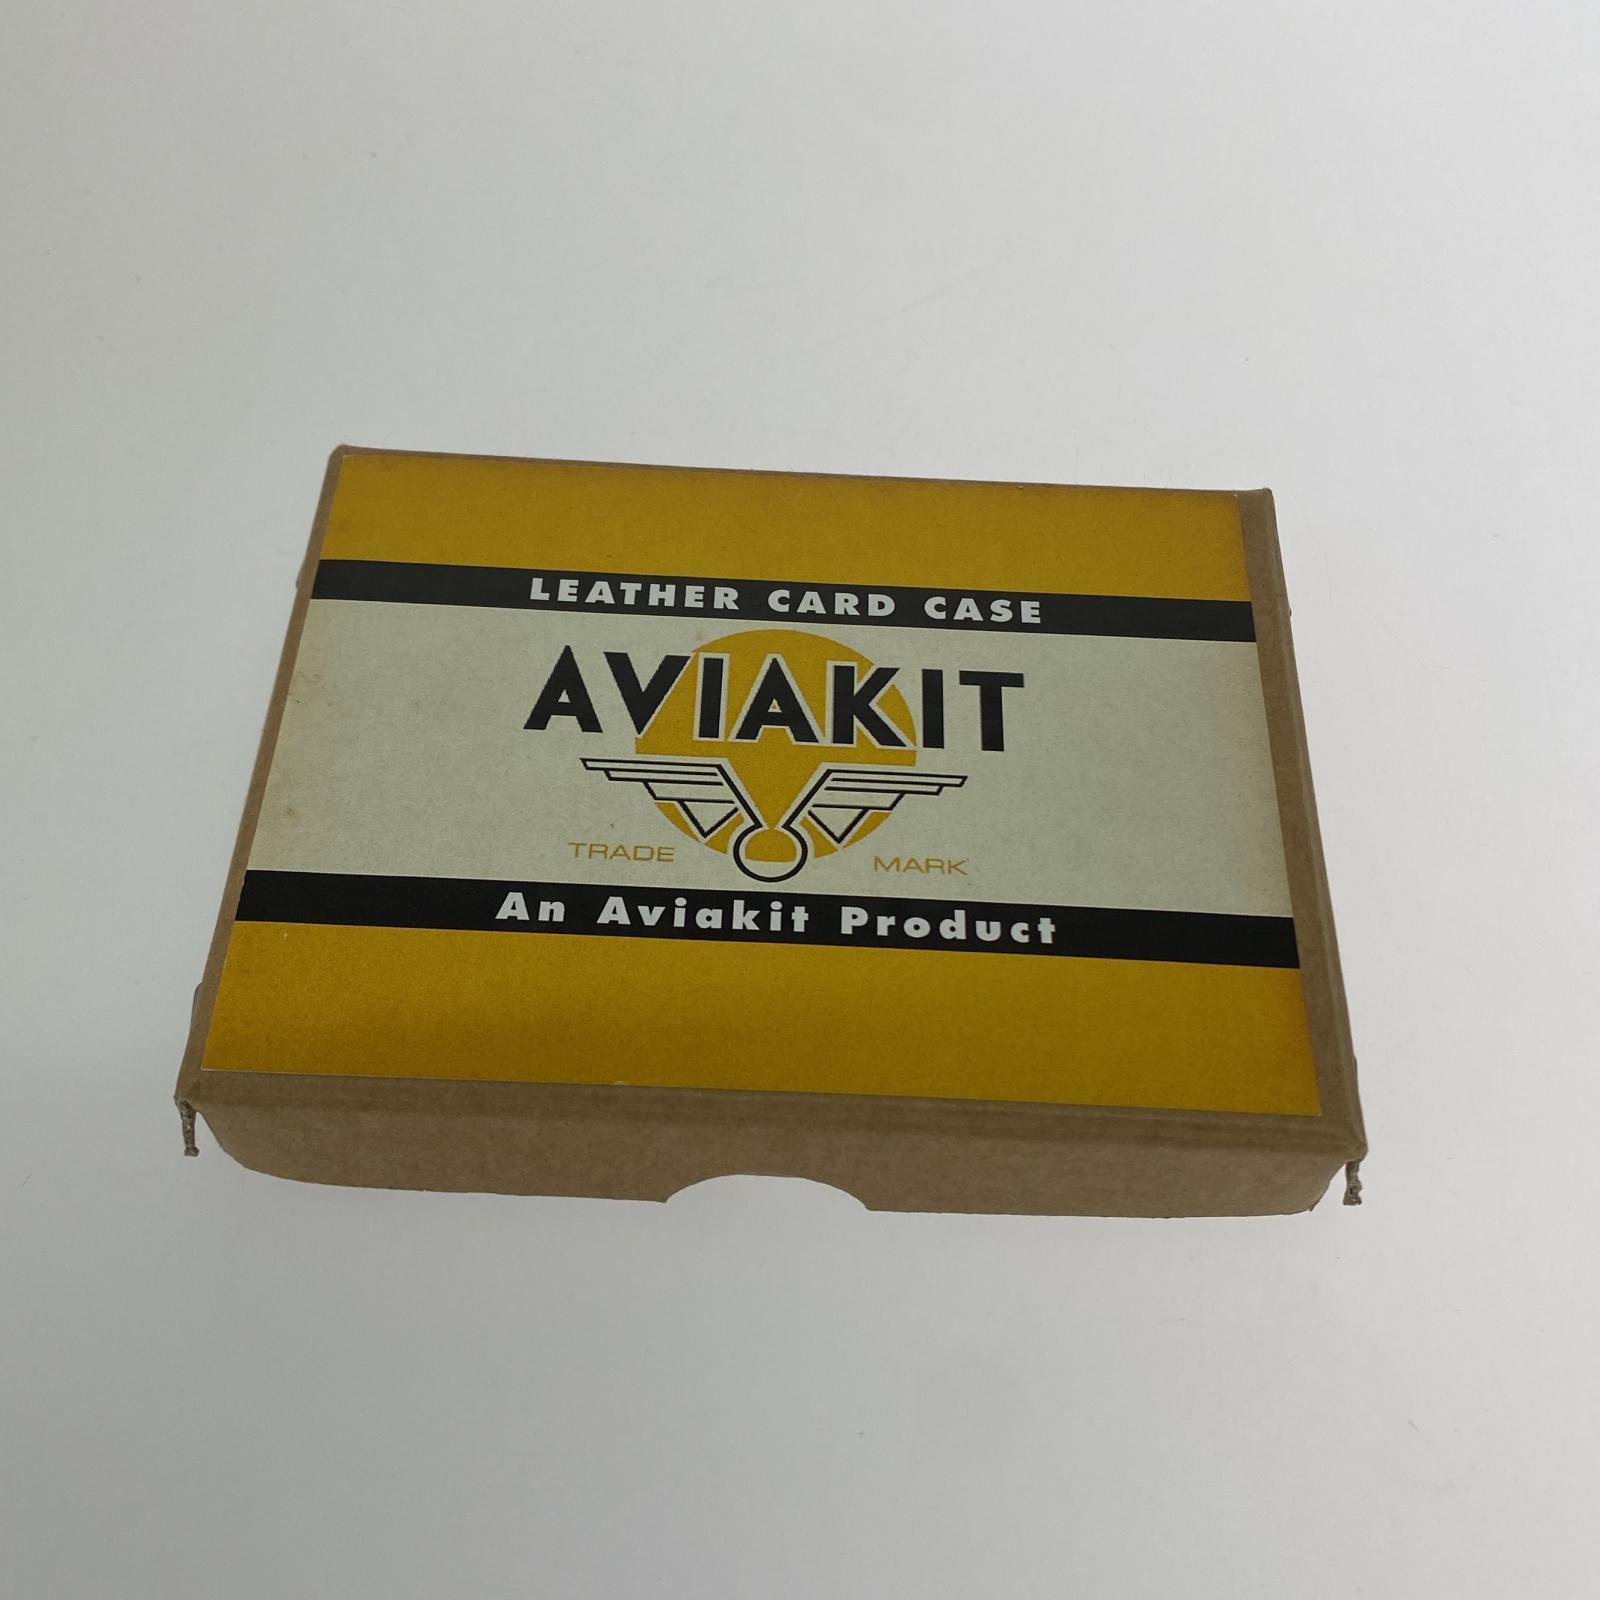 LEATHER CARD CASE
AVIAKIT
TRADE MARK
An Aviakit Product